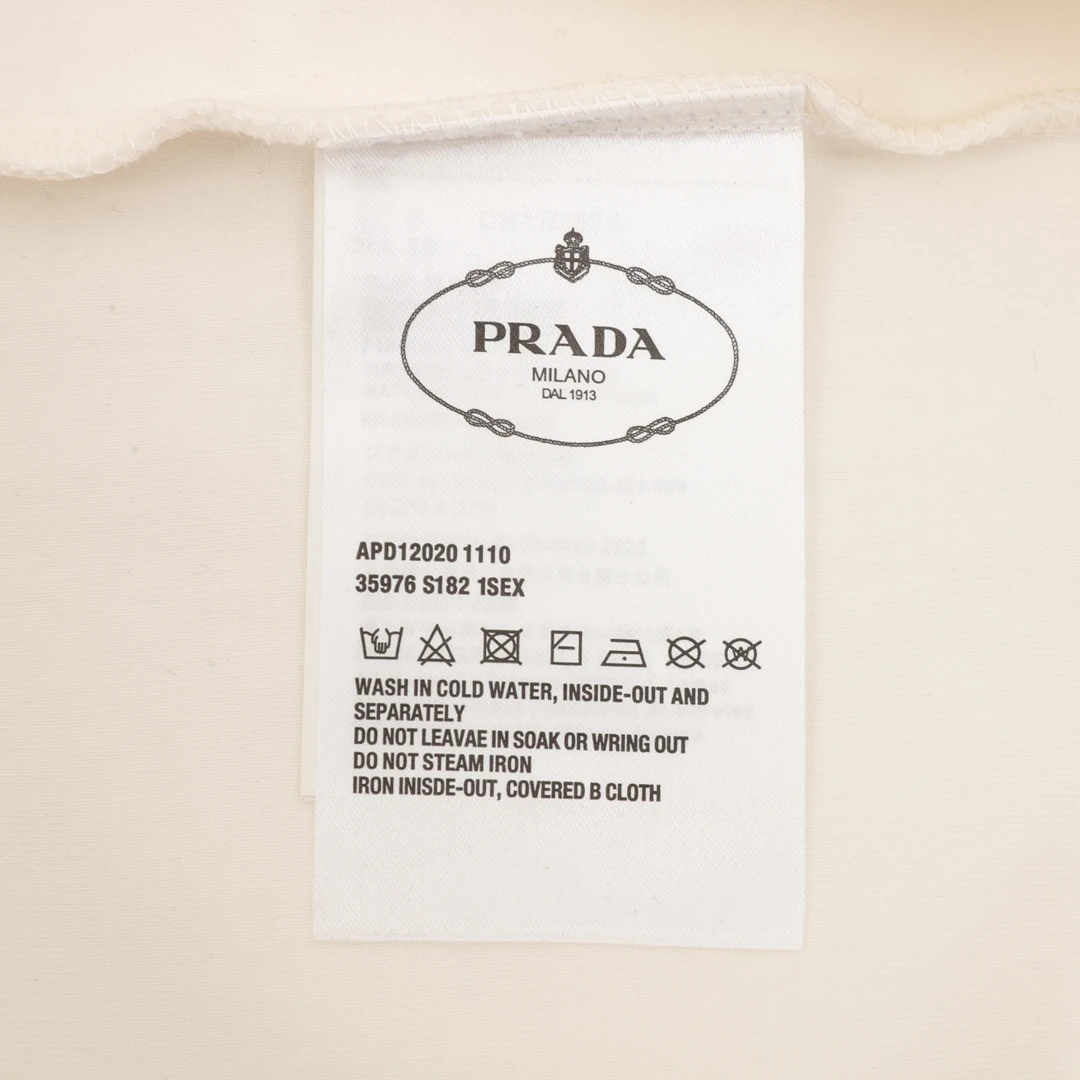 PRADA
MILANO
DAL 1913
APD12020 1110
35976 S182 1SEX
WASH IN COLD WATER, INSIDE-OUT AND
SEPARATELY
DO NOT LEAVAE IN SOAK OR WRING OUT
DO NOT STEAM IRON
IRON INISDE-OUT, COVERED B CLOTH